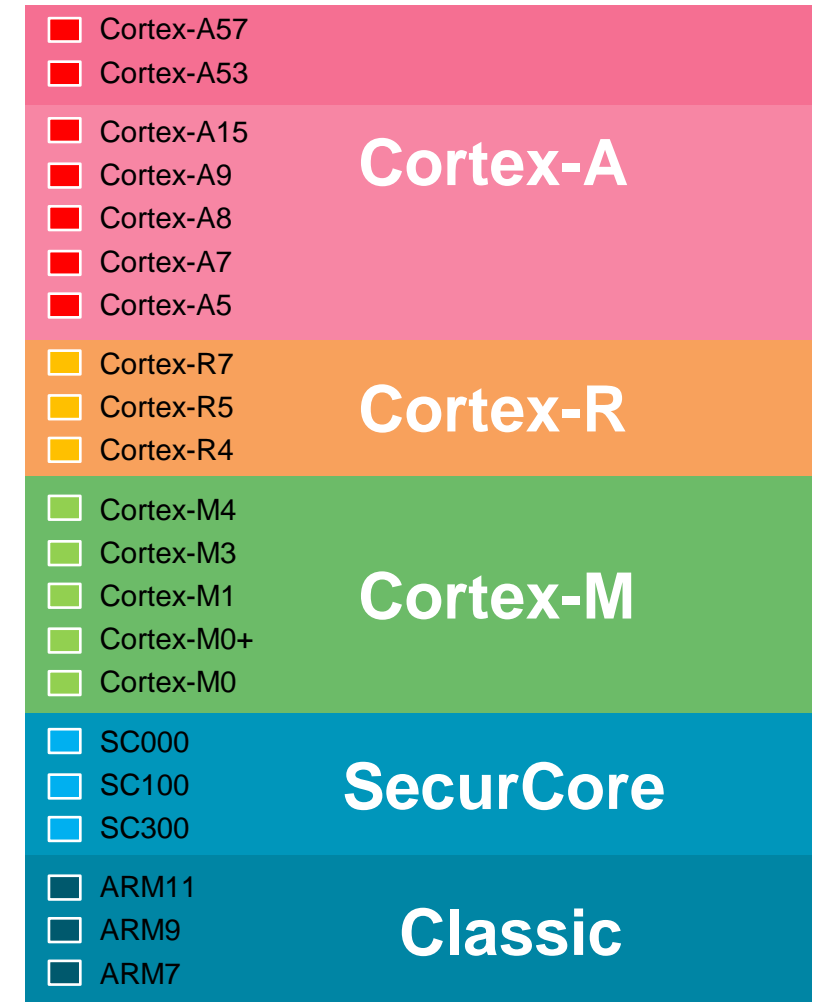 Cortex-A57
Cortex-A53
Cortex-A15
Cortex-A9
Cortex-A8
Cortex-A7
Cortex-A5
Cortex-A
Cortex-R7
Cortex-R5
Cortex-R4
Cortex-R
Cortex-M4
Cortex-M3
Cortex-M1
Cortex-M0+
Cortex-M0
Cortex-M
SC000
SC100
SC300
SecurCore
ARM11
ARM9
ARM7
Classic